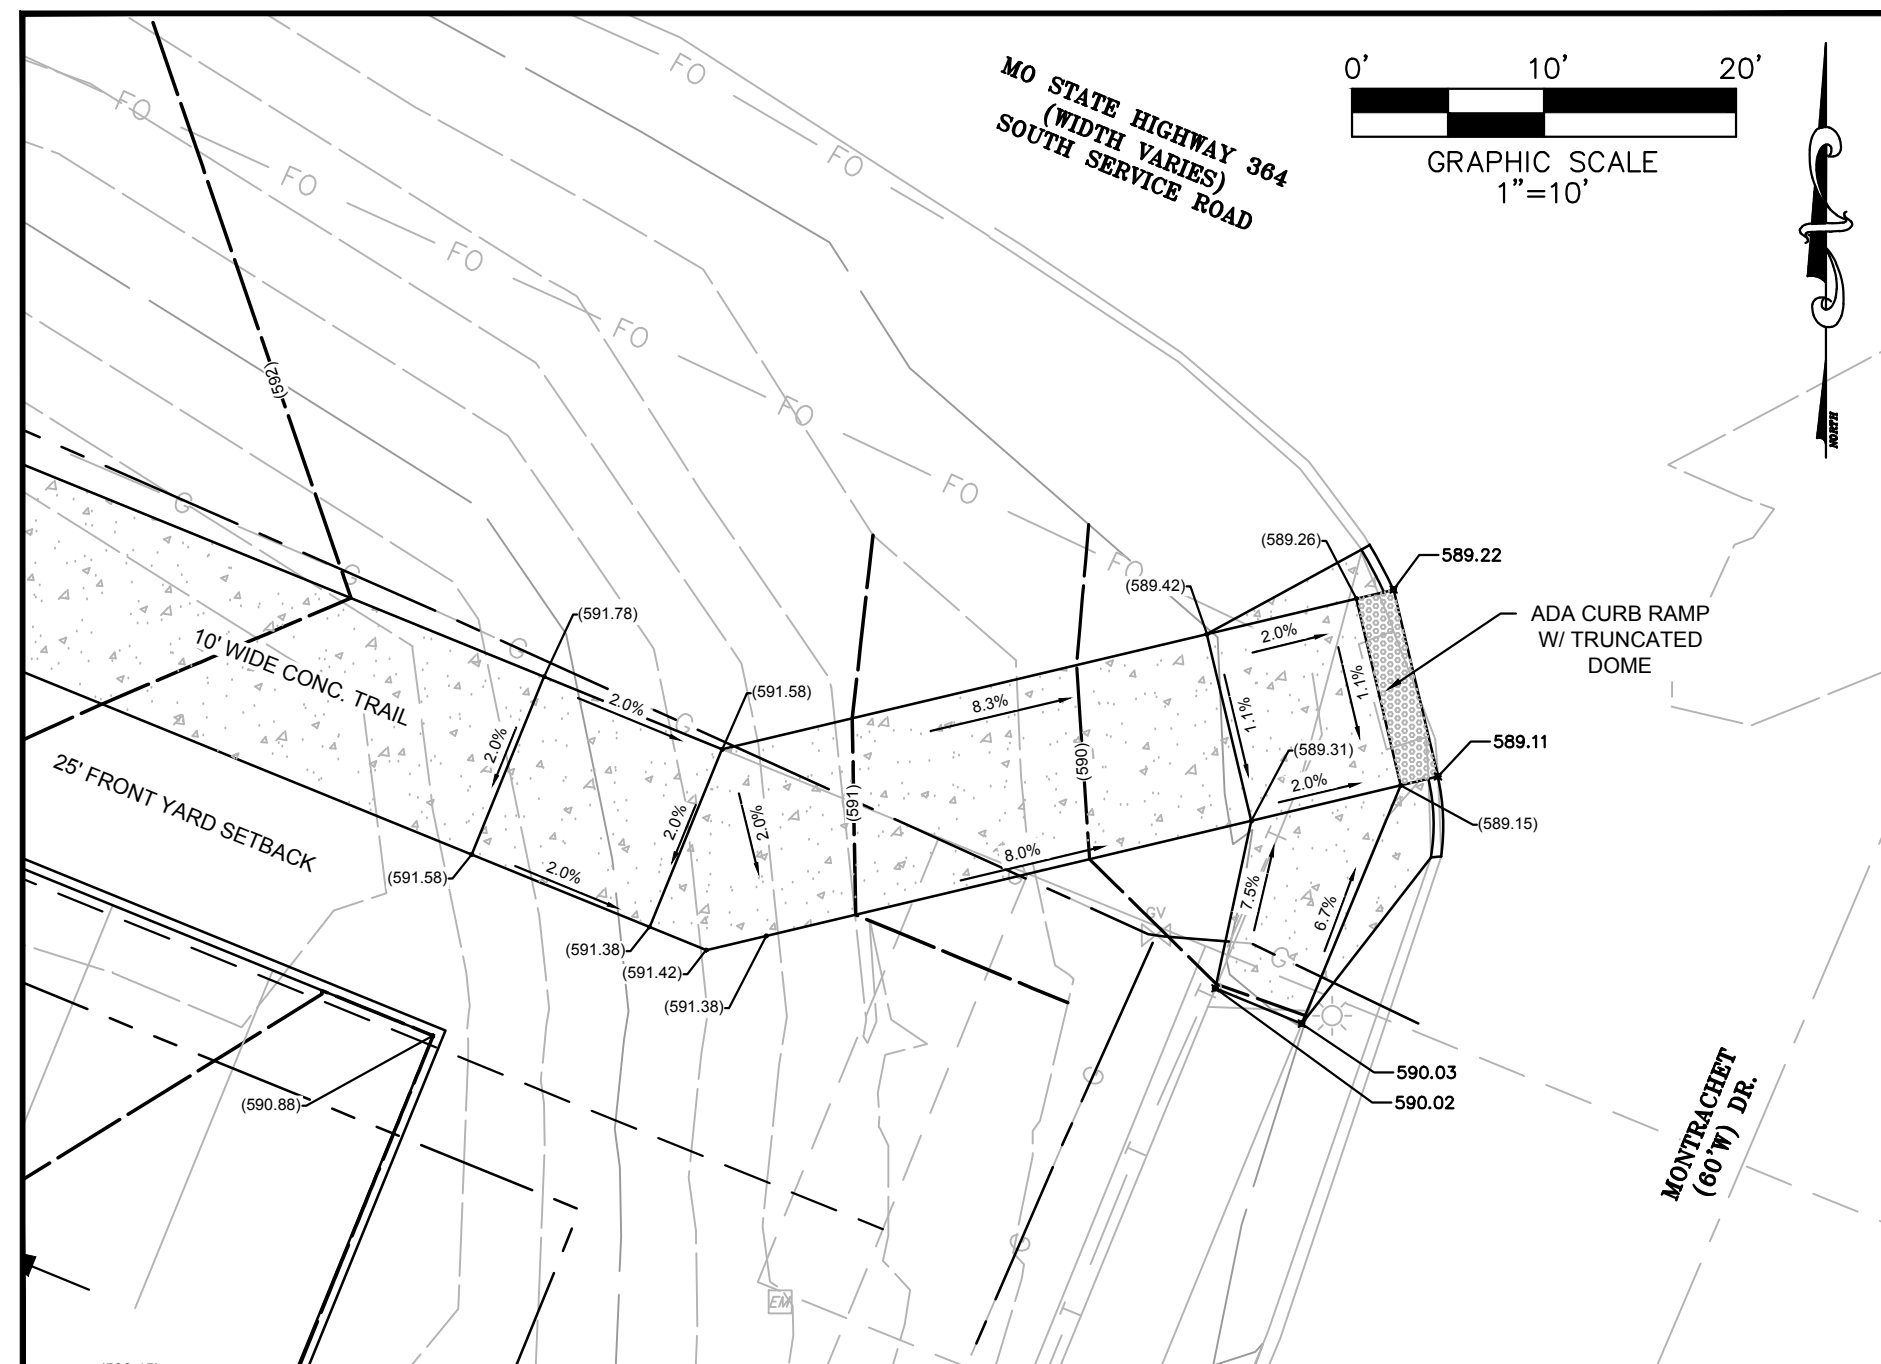 0' 10' 20'
GRAPHIC SCALE
1"=10'
NORTH
MO STATE HIGHWAY 364
(WIDTH VARIES)
SOUTH SERVICE ROAD
FO
FO
FO
FO
FO
FO
FO
FO
FO
FO
(592)
G
G
G
G
G
G
GV
(589.26)
589.22
(589.42)
ADA CURB RAMP
W/ TRUNCATED
DOME
2.0%
1.1%
1.1%
(591.78)
10' WIDE CONC. TRAIL
2.0%
2.0%
(591.58)
8.3%
(590)
(589.31)
589.11
2.0%
(589.15)
25' FRONT YARD SETBACK
2.0%
2.0%
(591)
8.0%
(591.58)
2.0%
7.5%
6.7%
(591.38)
(591.42)
(591.38)
T
T
T
T
590.03
590.02
(590.88)
MONTRACHET
(60'W) DR.
EM